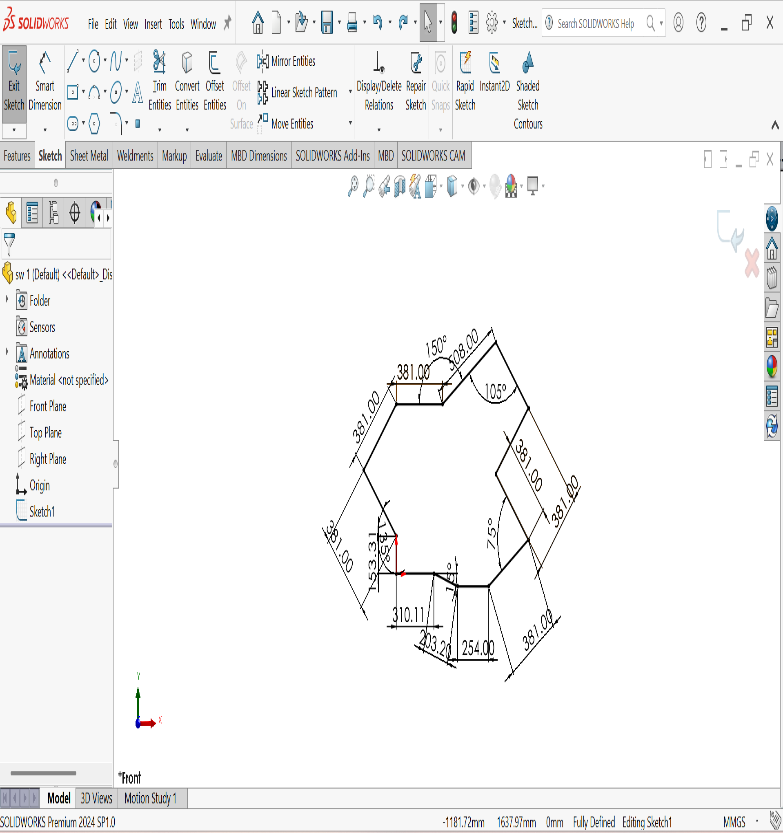 SOLIDWORKS File Edit View Insert Tools Window Sketch... Search SOLIDWORKS Help
Exit Sketch
Smart Dimension
Trim Entities
Convert Entities
Offset Entities
Offset On Surface
Mirror Entities
Linear Sketch Pattern
Move Entities
Display/Delete Relations
Repair Sketch
Quick Snaps
Rapid Sketch
Instant2D
Shaded Sketch Contours
Features Sketch Sheet Metal Weldments Markup Evaluate MBD Dimensions SOLIDWORKS Add-Ins MBD SOLIDWORKS CAM
sw 1 (Default) <<Default>_Dis
Folder
Sensors
Annotations
Material <not specified>
Front Plane
Top Plane
Right Plane
Origin
Sketch1
150°
508.00
381.00
105°
381.00
381.00
381.00
75°
381.00
153.31
310.11
203.20
254.00
381.00
Y
X
*Front
Model 3D Views Motion Study 1
SOLIDWORKS Premium 2024 SP1.0 -1181.72mm 1637.97mm 0mm Fully Defined Editing Sketch1 MMGS